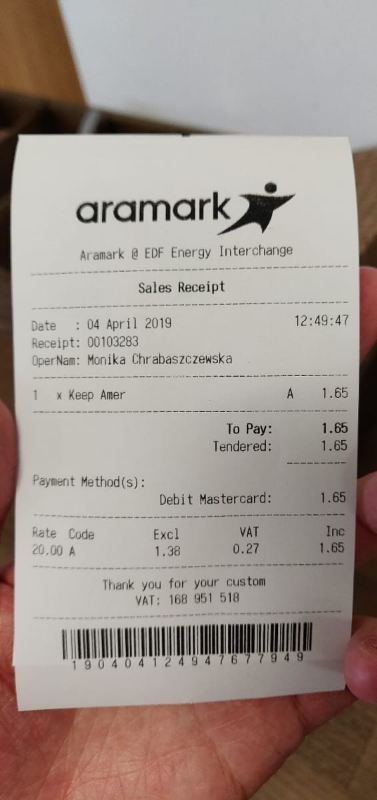 aramark
Aramark @ EDF Energy Interchange
Sales Receipt
Date : 04 April 2019 12:49:47
Receipt: 00103283
OperNam: Monika Chrabaszczewska
1 x Keep Amer A 1.65
To Pay: 1.65
Tendered: 1.65
Payment Method(s):
Debit Mastercard: 1.65
Rate Code Excl VAT Inc
20.00 A 1.38 0.27 1.65
Thank you for your custom
VAT: 168 951 518
19040412494767794​9